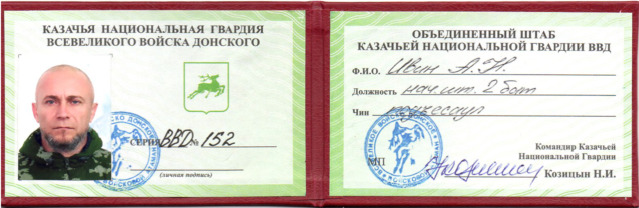 КАЗАЧЬЯ НАЦИОНАЛЬНАЯ ГВАРДИЯ
ВСЕВЕЛИКОГО ВОЙСКА ДОНСКОГО
СЕРИЯ ВВД № 152
(личная подпись)
ОБЪЕДИНЕННЫЙ ШТАБ
КАЗАЧЬЕЙ НАЦИОНАЛЬНОЙ ГВАРДИИ ВВД
Ф.И.О. Ивин А.Н.
Должность нач. шт. 2 бат
Чин
МП
Командир Казачьей
Национальной Гвардии
Козицын Н.И.